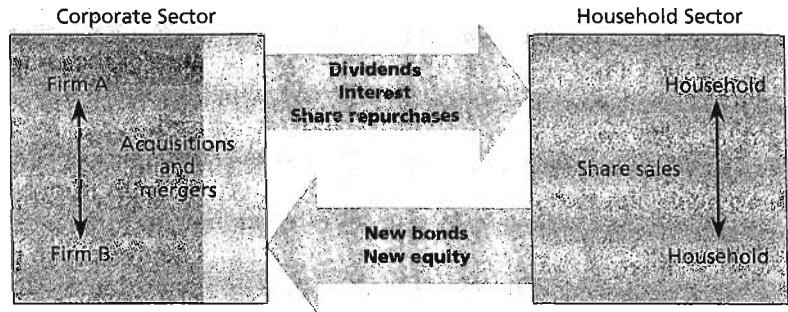 Corporate Sector
Household Sector
Firm A
Acquisitions
and
mergers
Firm B
Dividends
Interest
Share repurchases
New bonds
New equity
Household
Share sales
Household